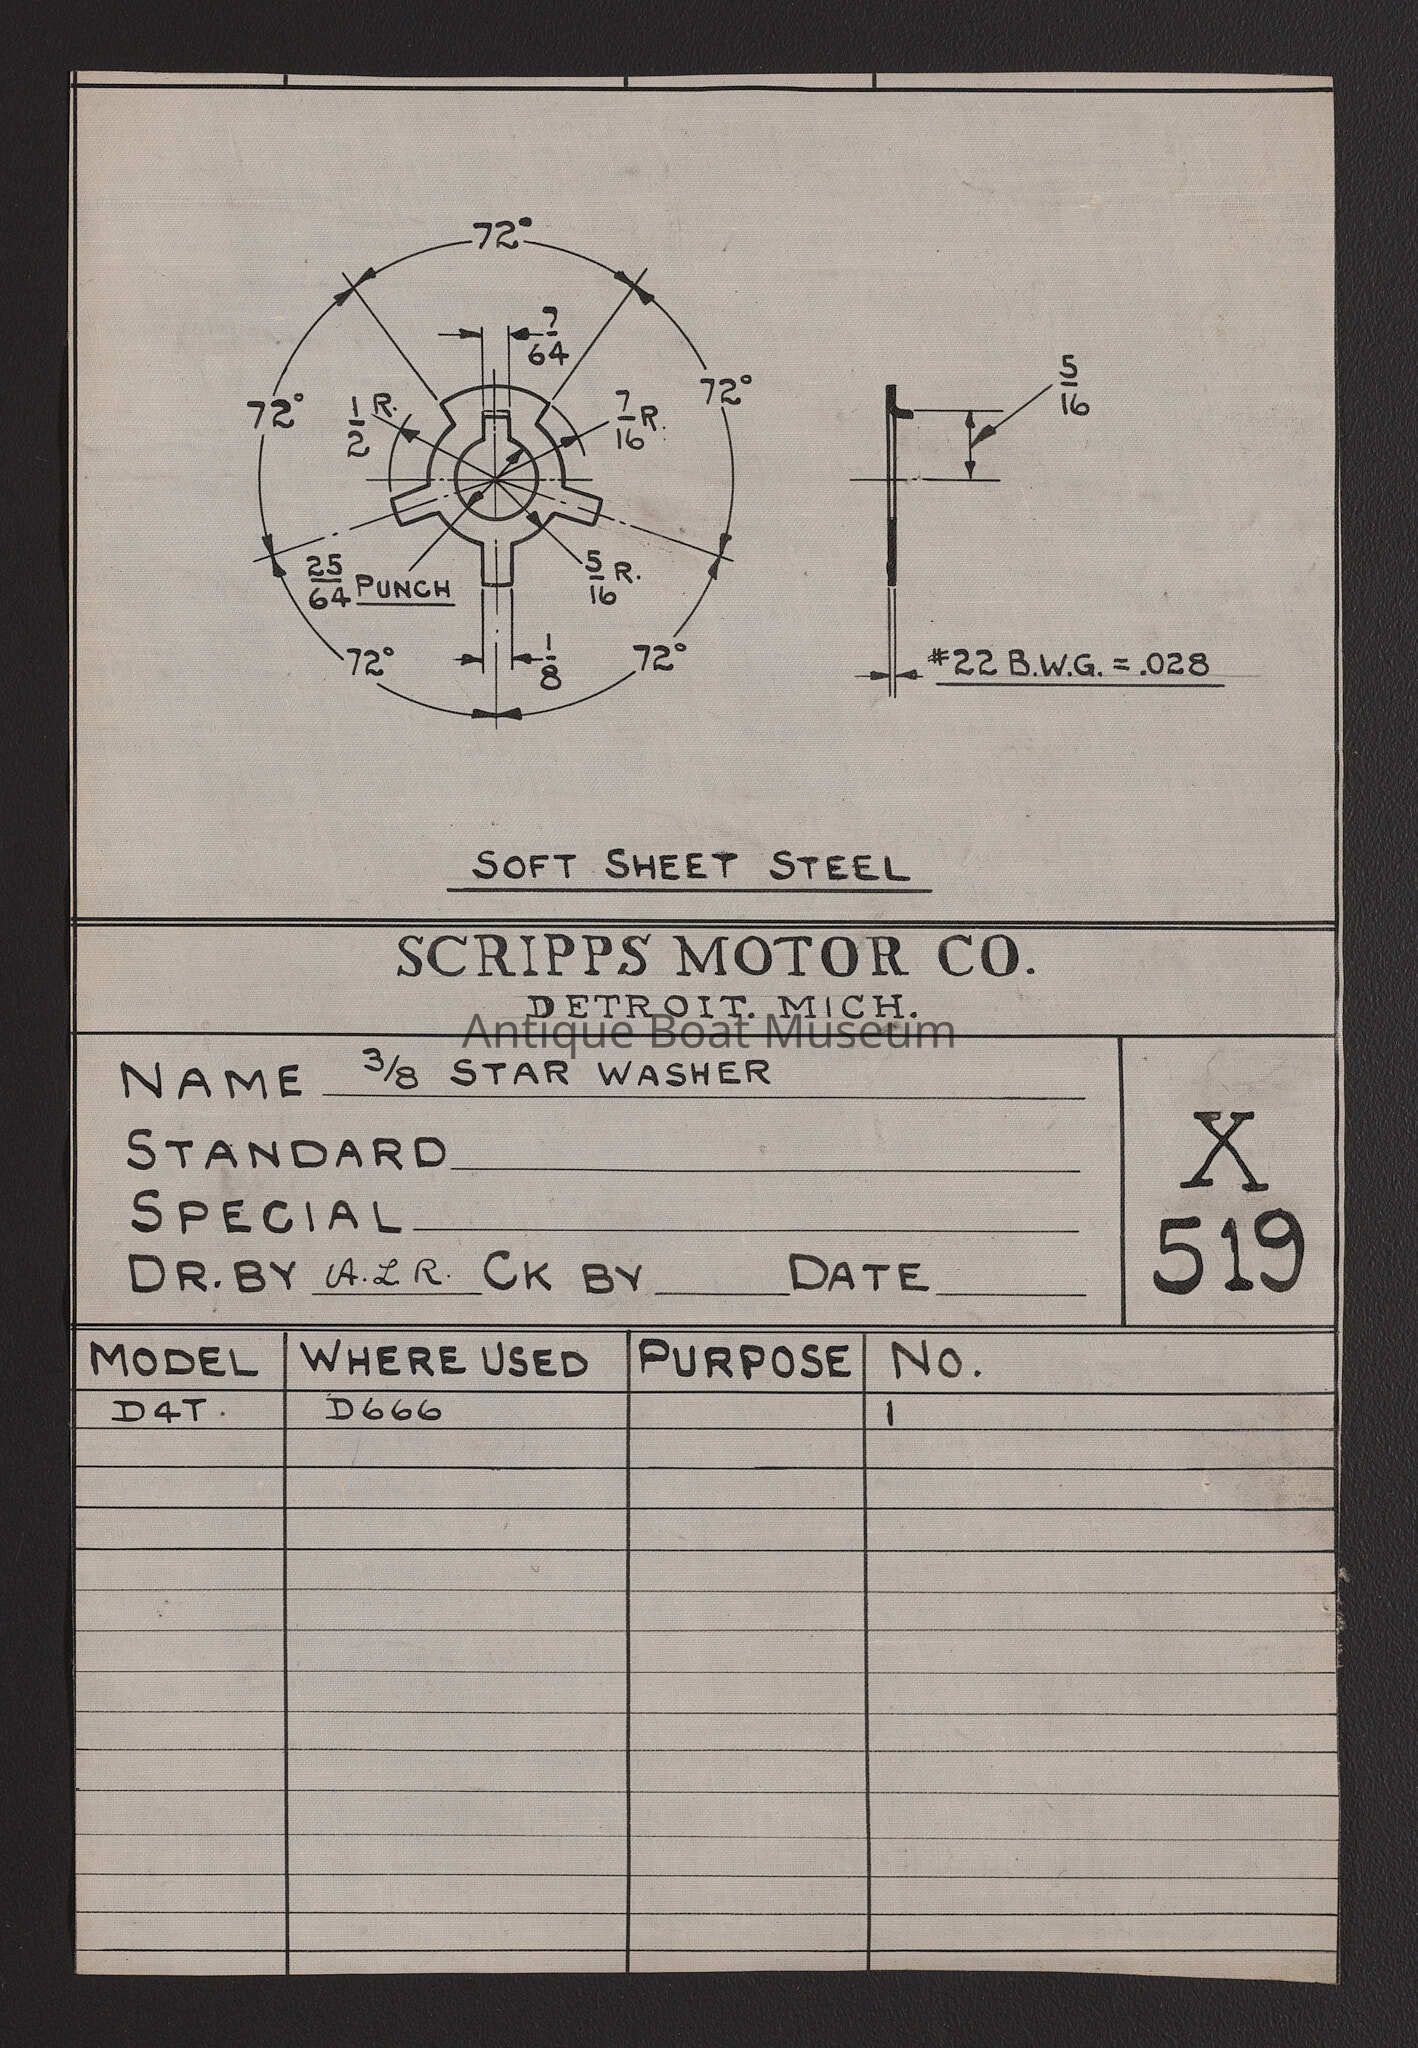 72°
7/64
72°
72°
1/2 R.
7/16 R.
5/16
25/64 PUNCH
5/16 R.
72°
1/8
72°
#22 B.W.G. = .028
SOFT SHEET STEEL
SCRIPPS MOTOR CO.
DETROIT. MICH.
Antique Boat Museum
NAME 3/8 STAR WASHER
STANDARD
SPECIAL
DR. BY A.L.R. CK BY DATE
X
519
MODEL WHERE USED PURPOSE NO.
D4T. D666 1